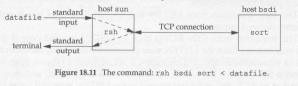 host sun
host bsdi
datafile
standard
input
rsh
TCP connection
sort
terminal
standard
output
Figure 18.11 The command: rsh bsdi sort < datafile.